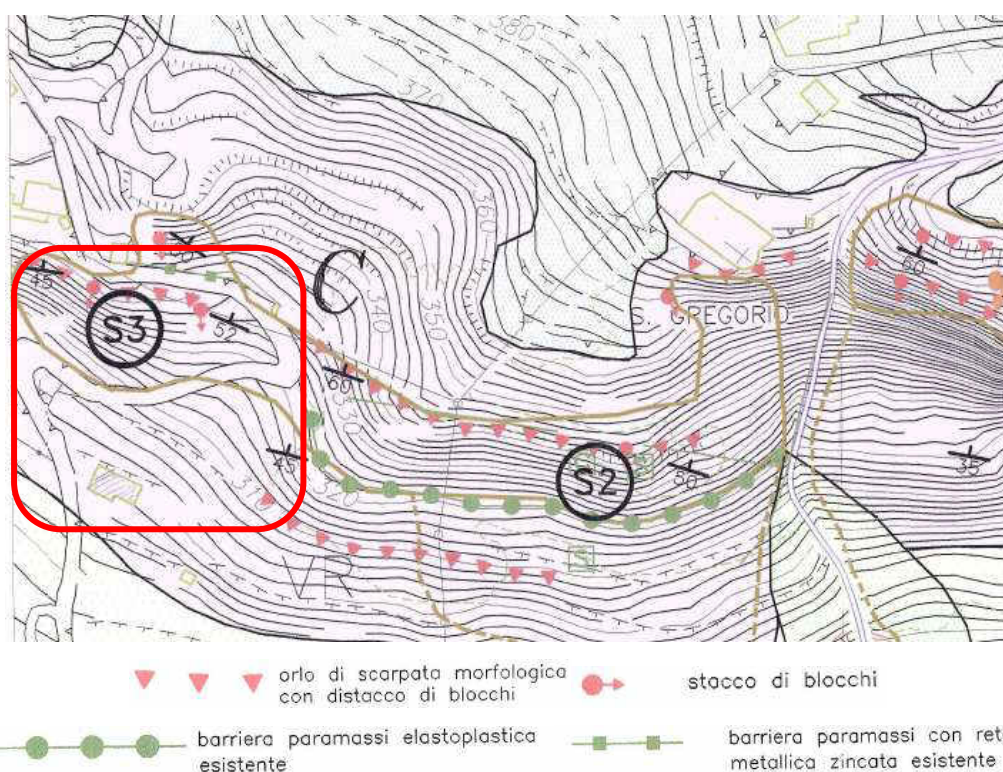 380
370
360
350
340
330
320
310
S. GREGORIO
C
S3
S2
S
VR
45
50
52
60
45
60
50
35
orlo di scarpata morfologica
con distacco di blocchi
stacco di blocchi
barriera paramassi elastoplastica
esistente
barriera paramassi con ret
metallica zincata esistente